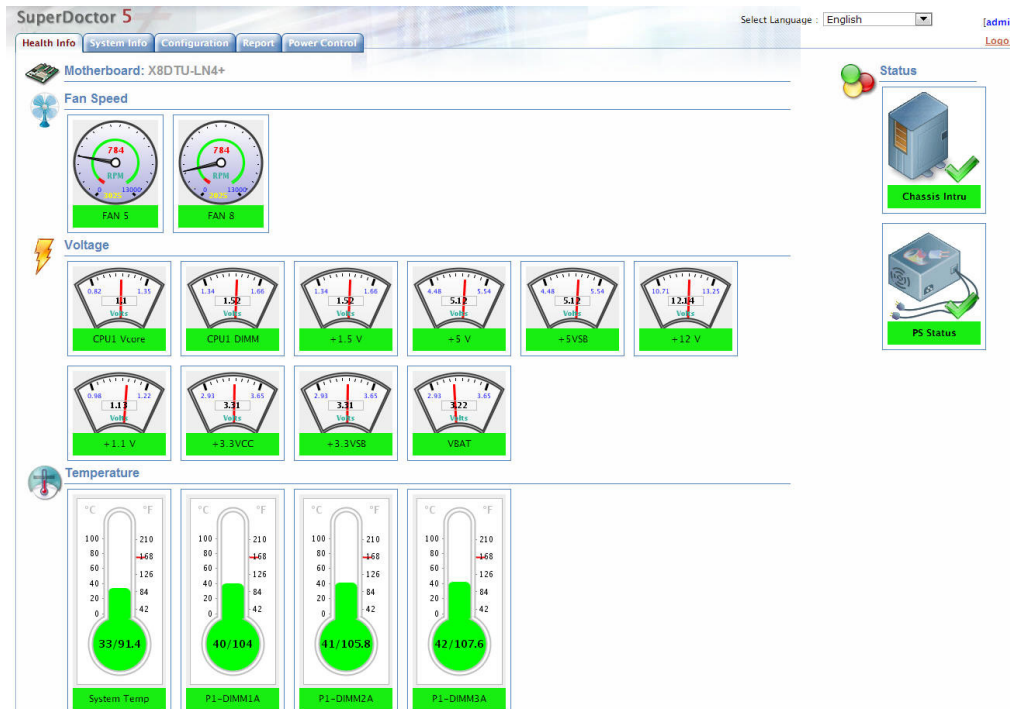 SuperDoctor 5
Select Language : English
[admi
Health Info System Info Configuration Report Power Control
Logo
Motherboard: X8DTU-LN4+
Status
Fan Speed
784 784
RPM RPM
0 13000 0 13000
FAN 5 FAN 8
Chassis Intru
Voltage
0.82 1.35 1.34 1.66 1.34 1.66 4.48 5.54 4.48 5.54 10.71 13.25
1.1 1.52 1.52 5.12 5.12 12.14
Volts Volts Volts Volts Volts Volts
CPU1 Vcore CPU1 DIMM +1.5 V +5 V +5VSB +12 V
PS Status
0.98 1.22 2.93 3.65 2.93 3.65 2.93 3.65
1.13 3.31 3.31 3.22
Volts Volts Volts Volts
+1.1 V +3.3VCC +3.3VSB VBAT
Temperature
°C °F °C °F °C °F °C °F
100 210 100 210 100 210 100 210
80 168 80 168 80 168 80 168
60 126 60 126 60 126 60 126
40 84 40 84 40 84 40 84
20 42 20 42 20 42 20 42
0 0 0 0
33/91.4 40/104 41/105.8 42/107.6
System Temp P1-DIMM1A P1-DIMM2A P1-DIMM3A